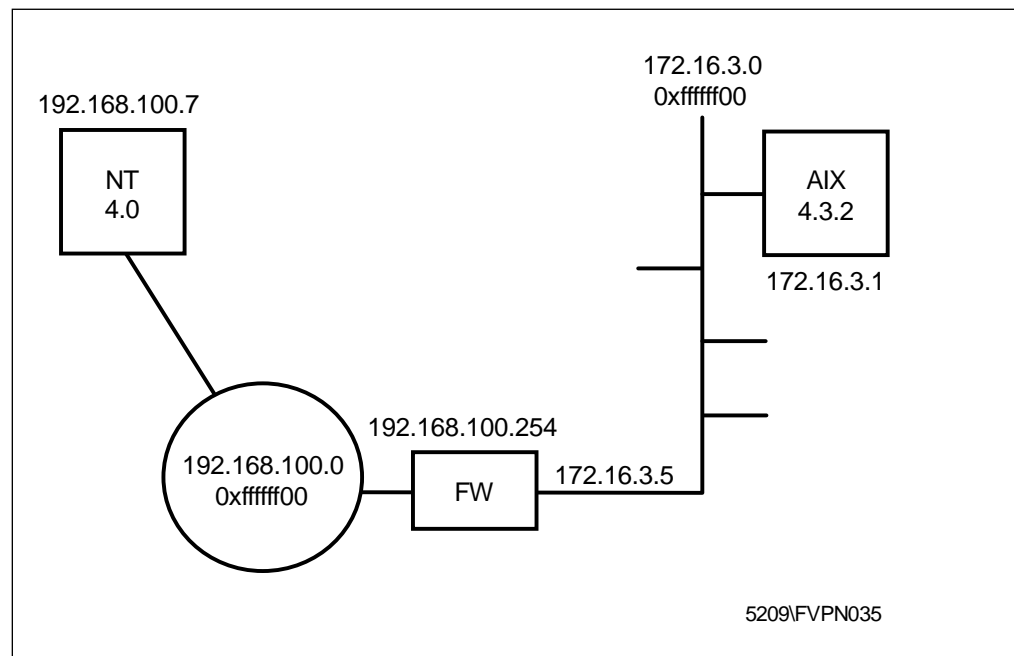 172.16.3.0
0xffffff00
192.168.100.7
NT
4.0
AIX
4.3.2
172.16.3.1
192.168.100.254
192.168.100.0
0xffffff00
FW
172.16.3.5
5209\FVPN035